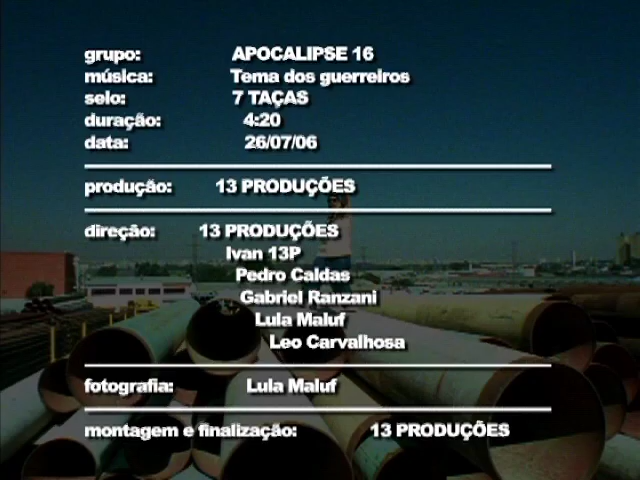 grupo: APOCALIPSE 16
música: Tema dos guerreiros
selo: 7 TAÇAS
duração: 4:20
data: 26/07/06
produção: 13 PRODUÇÕES
direção: 13 PRODUÇÕES
Ivan 13P
Pedro Caldas
Gabriel Ranzani
Lula Maluf
Leo Carvalhosa
fotografia: Lula Maluf
montagem e finalização: 13 PRODUÇÕES